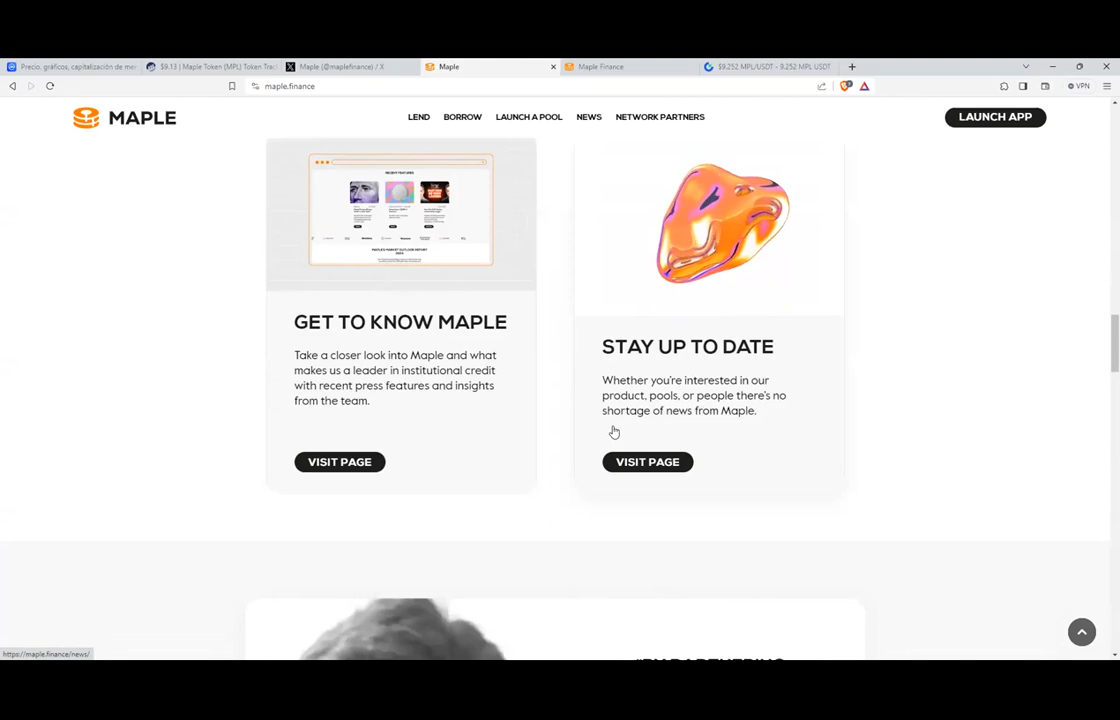 Precio, gráficos, capitalización de mer
$9.13 | Maple Token (MPL) Token Trac
Maple (@maplefinance) / X
Maple
Maple Finance
$9.252 MPL/USDT - 9.252 MPL USDT
maple.finance
VPN
MAPLE
LEND
BORROW
LAUNCH A POOL
NEWS
NETWORK PARTNERS
LAUNCH APP
RECENT FEATURES
GET TO KNOW MAPLE
Take a closer look into Maple and what
makes us a leader in institutional credit
with recent press features and insights
from the team.
VISIT PAGE
STAY UP TO DATE
Whether you're interested in our
product, pools, or people there's no
shortage of news from Maple.
VISIT PAGE
https://maple.finance/news/